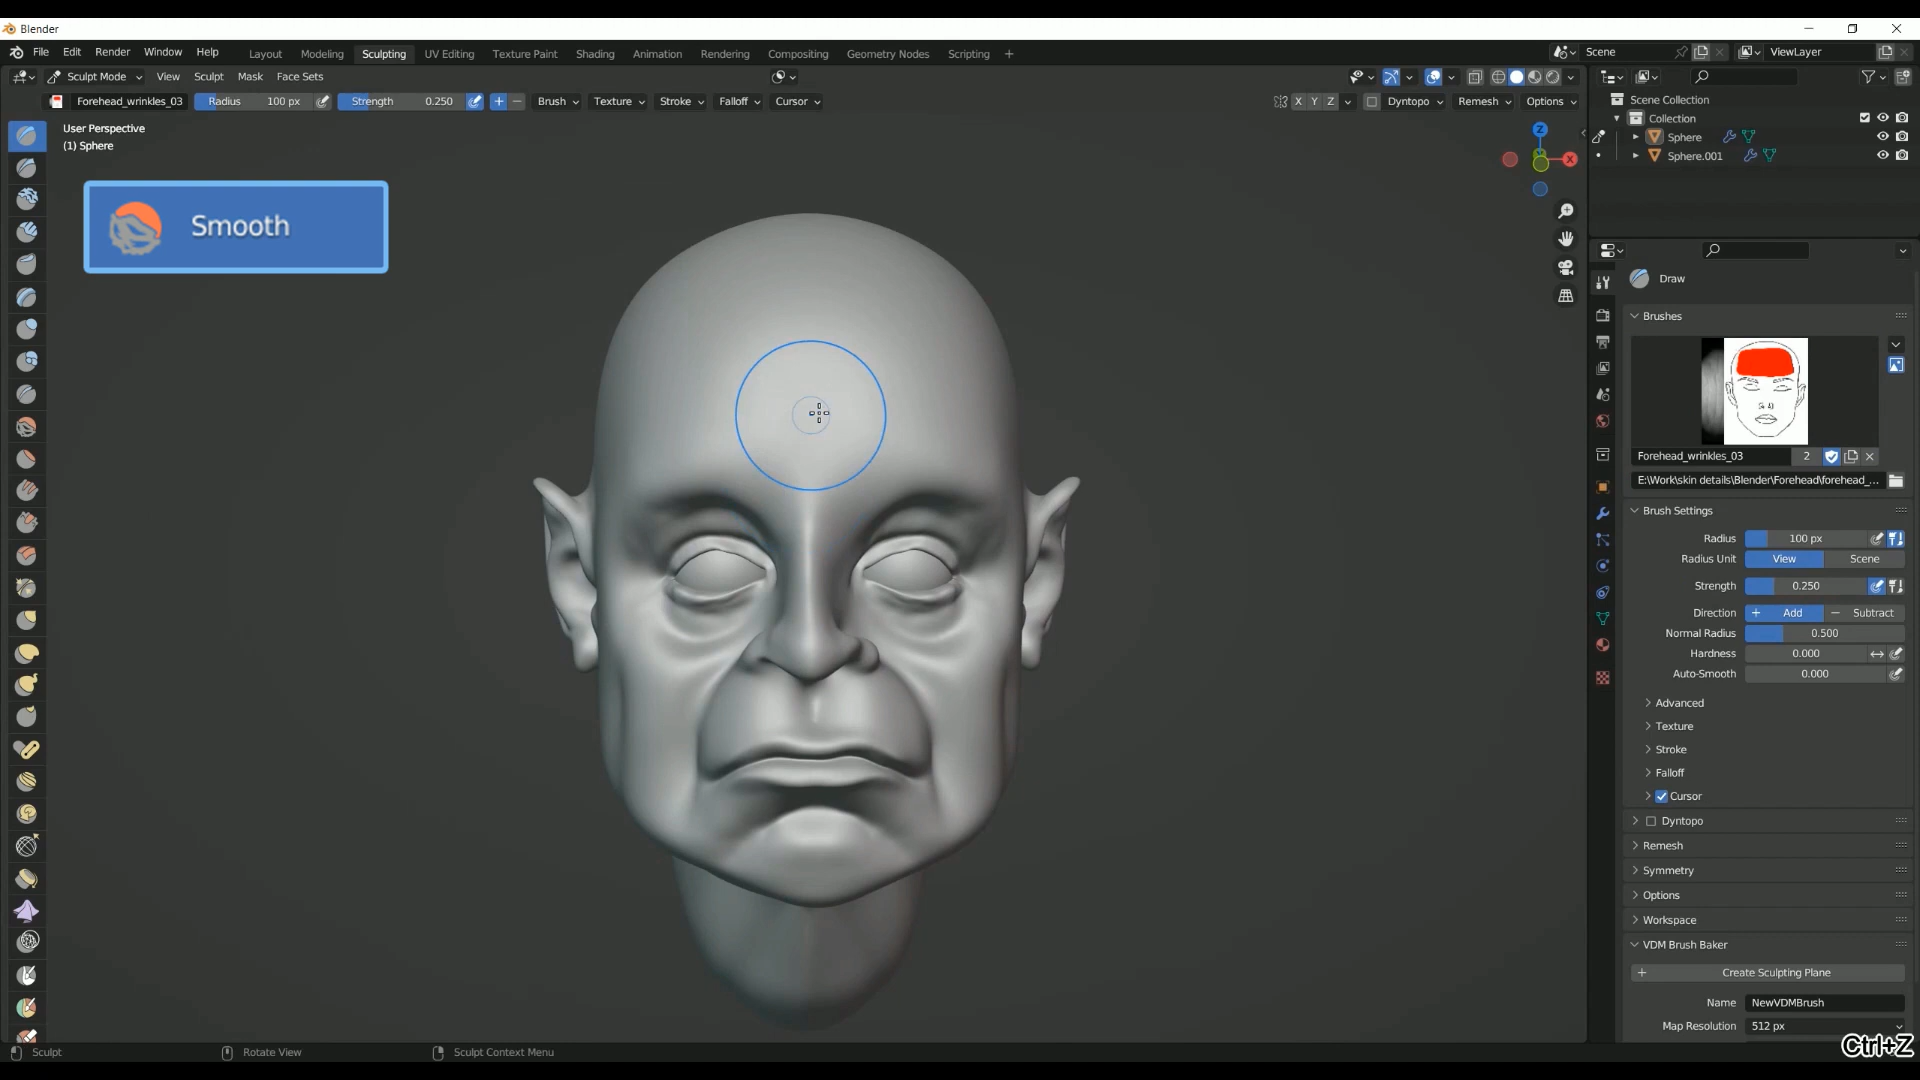 Blender
File Edit Render Window Help Layout Modeling Sculpting UV Editing Texture Paint Shading Animation Rendering Compositing Geometry Nodes Scripting + Scene ViewLayer
Sculpt Mode View Sculpt Mask Face Sets
Forehead_wrinkles_03 Radius 100 px Strength 0.250 + − Brush Texture Stroke Falloff Cursor X Y Z Dyntopo Remesh Options
User Perspective
(1) Sphere
Smooth
Z
X
Scene Collection
Collection
Sphere
Sphere.001
Draw
Brushes
Forehead_wrinkles_03 2
E:\Work\skin details\Blender\Forehead\forehead_...
Brush Settings
Radius 100 px
Radius Unit View Scene
Strength 0.250
Direction + Add − Subtract
Normal Radius 0.500
Hardness 0.000
Auto-Smooth 0.000
Advanced
Texture
Stroke
Falloff
Cursor
Dyntopo
Remesh
Symmetry
Options
Workspace
VDM Brush Baker
+ Create Sculpting Plane
Name NewVDMBrush
Map Resolution 512 px
Ctrl+Z
Sculpt Rotate View Sculpt Context Menu